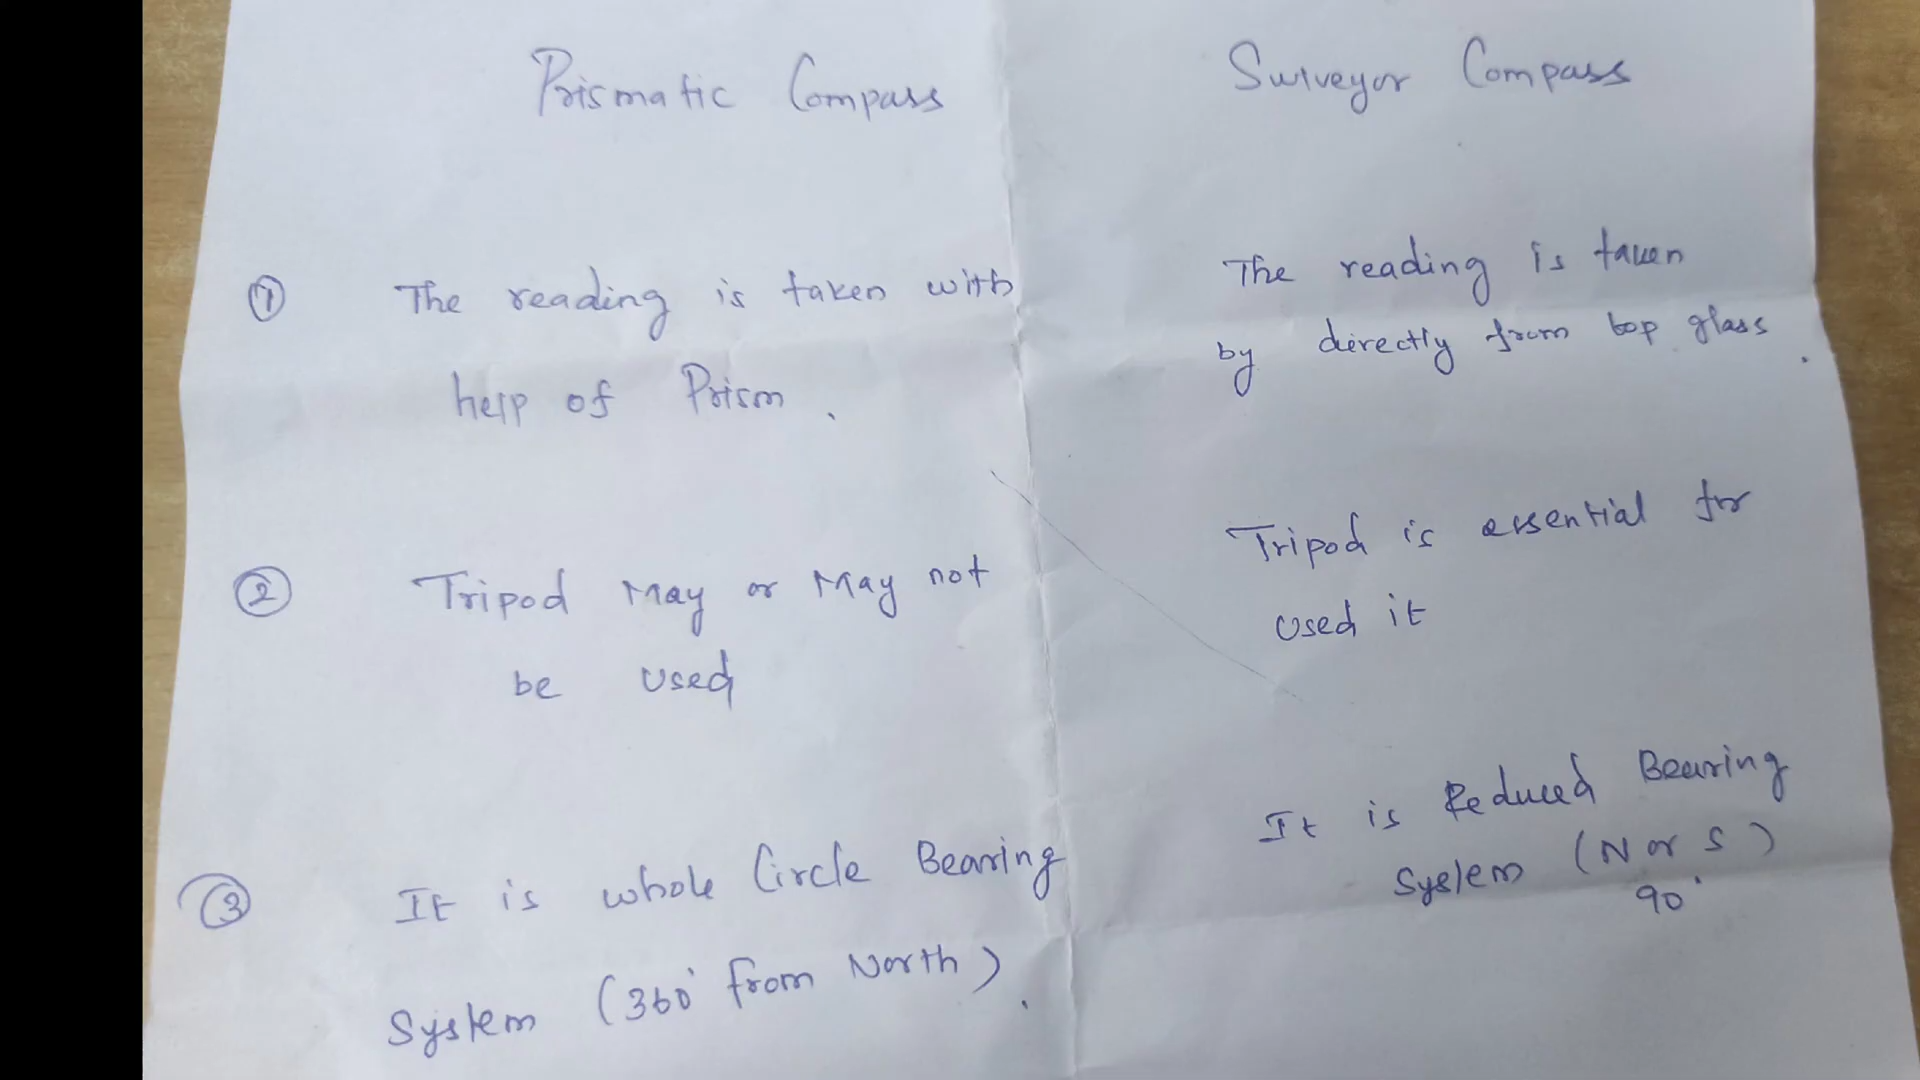 Prismatic Compass
Surveyor Compass
① The reading is taken with
help of Prism.
The reading is taken
by directly from top glass.
② Tripod May or May not
be used
Tripod is essential for
used it
③ It is whole Circle Bearing
System (360° from North).
It is Reduced Bearing
System (N or S)
90°